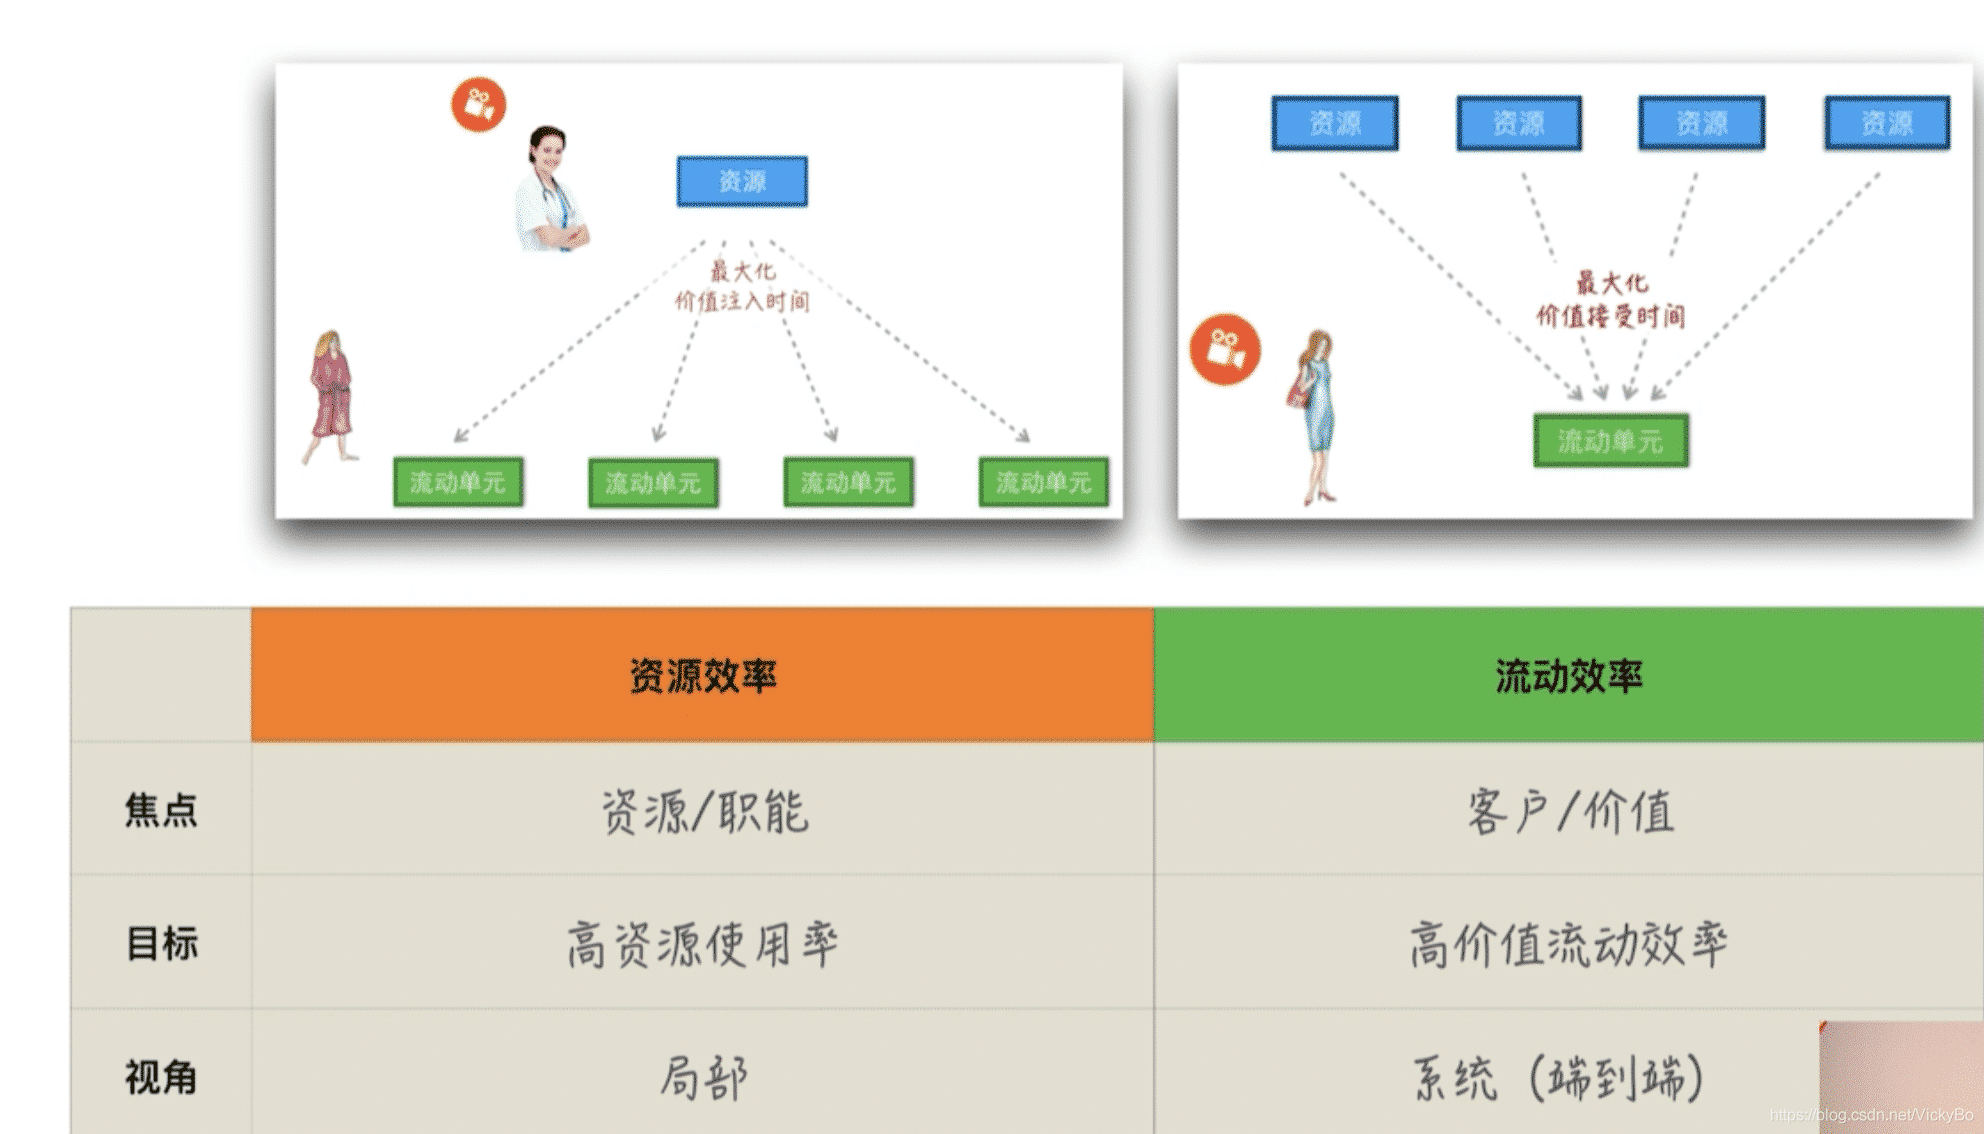 资源
最大化
价值注入时间
流动单元 流动单元 流动单元 流动单元
资源 资源 资源 资源
最大化
价值接受时间
流动单元
资源效率 流动效率
焦点 资源/职能 客户/价值
目标 高资源使用率 高价值流动效率
视角 局部 系统（端到端）
https://blog.csdn.net/VickyBo